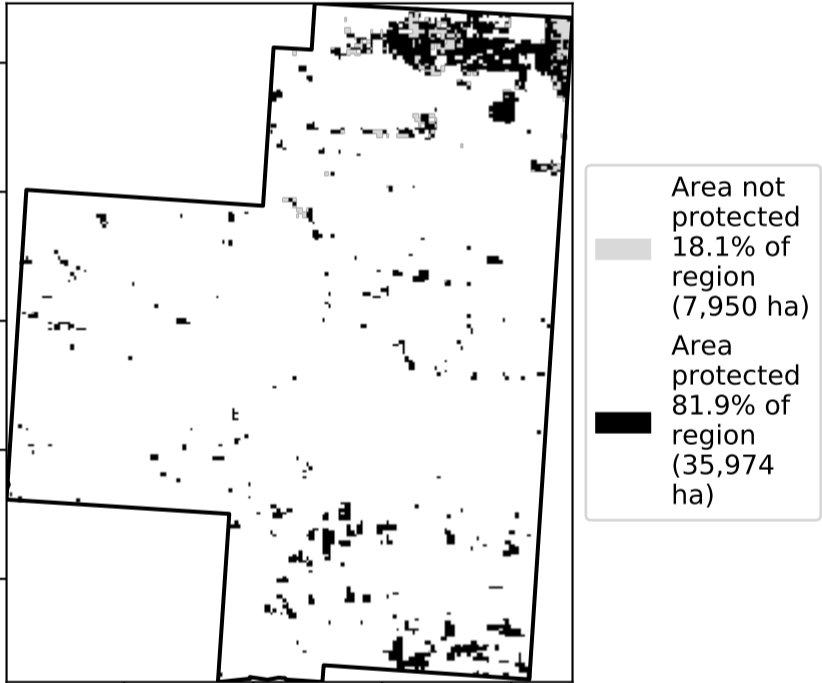 Area not
protected
18.1% of
region
(7,950 ha)
Area
protected
81.9% of
region
(35,974
ha)